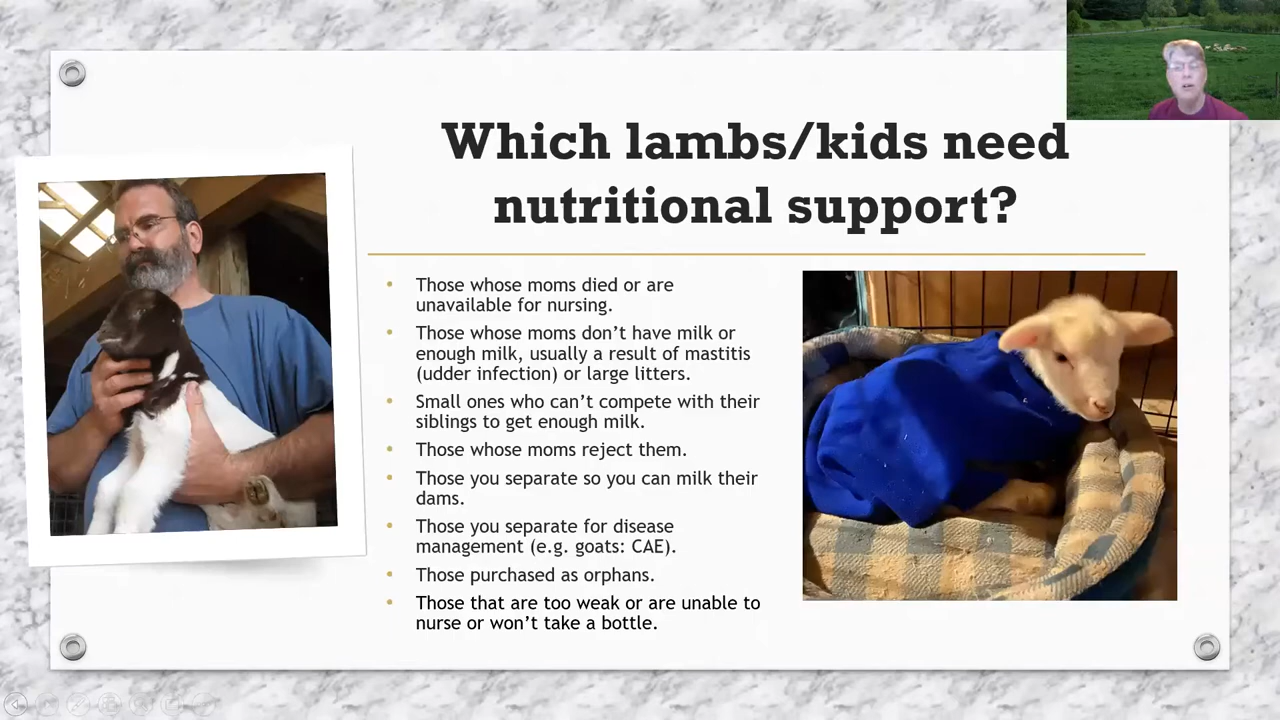 Which lambs/kids need
nutritional support?
Those whose moms died or are
unavailable for nursing.
Those whose moms don’t have milk or
enough milk, usually a result of mastitis
(udder infection) or large litters.
Small ones who can’t compete with their
siblings to get enough milk.
Those whose moms reject them.
Those you separate so you can milk their
dams.
Those you separate for disease
management (e.g. goats: CAE).
Those purchased as orphans.
Those that are too weak or are unable to
nurse or won’t take a bottle.